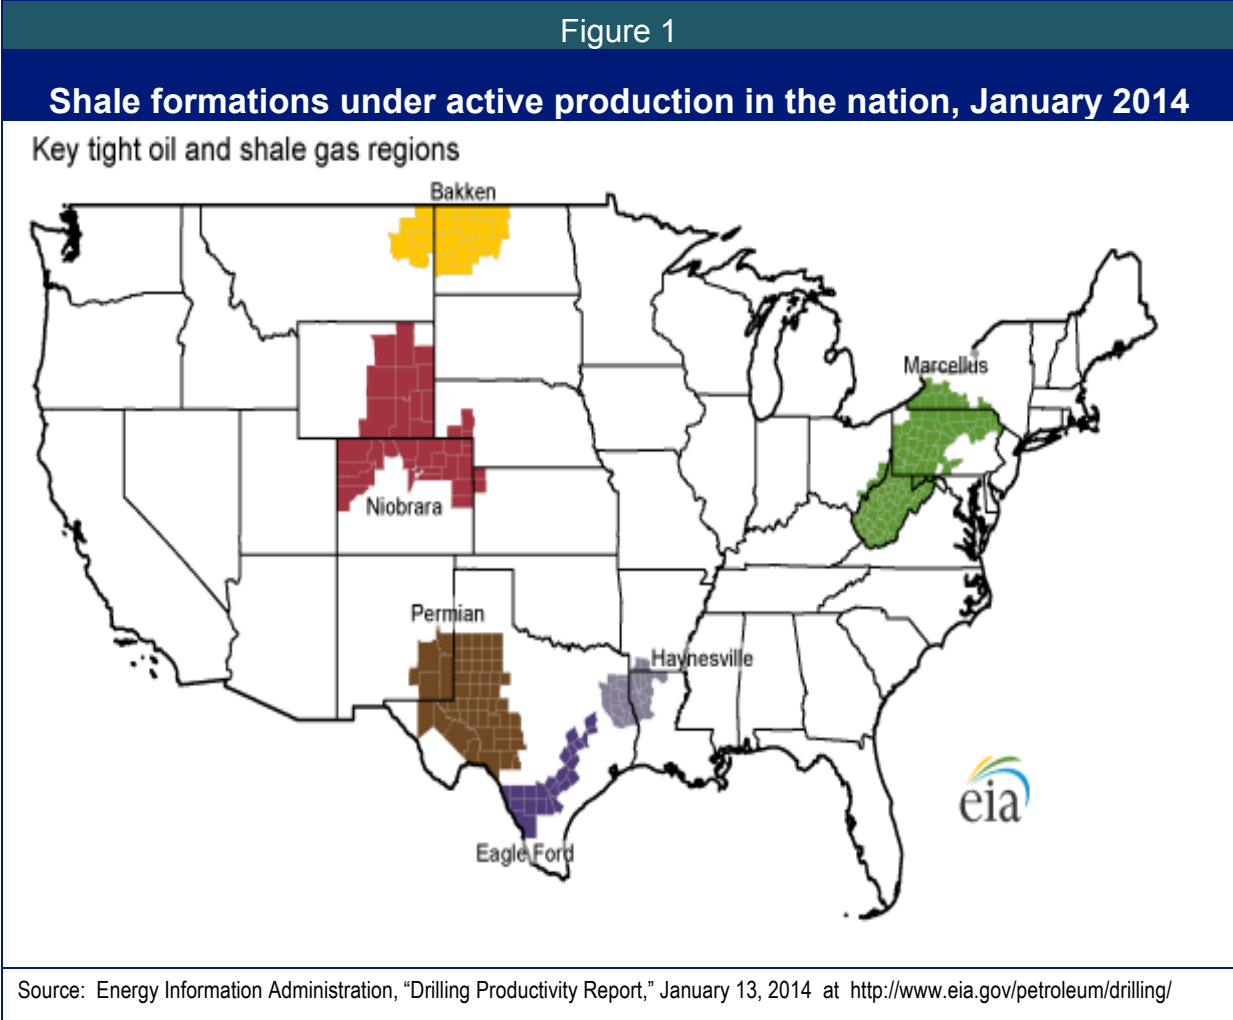 Figure 1
Shale formations under active production in the nation, January 2014
Key tight oil and shale gas regions
Bakken
Marcellus
Niobrara
Permian
Haynesville
Eagle Ford
eia
Source: Energy Information Administration, “Drilling Productivity Report,” January 13, 2014 at http://www.eia.gov/petroleum/drilling/